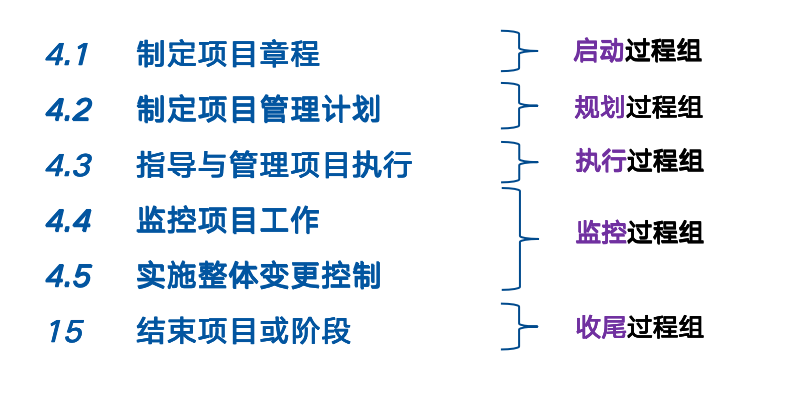 4.1 制定项目章程 启动过程组
4.2 制定项目管理计划 规划过程组
4.3 指导与管理项目执行 执行过程组
4.4 监控项目工作 监控过程组
4.5 实施整体变更控制
15 结束项目或阶段 收尾过程组